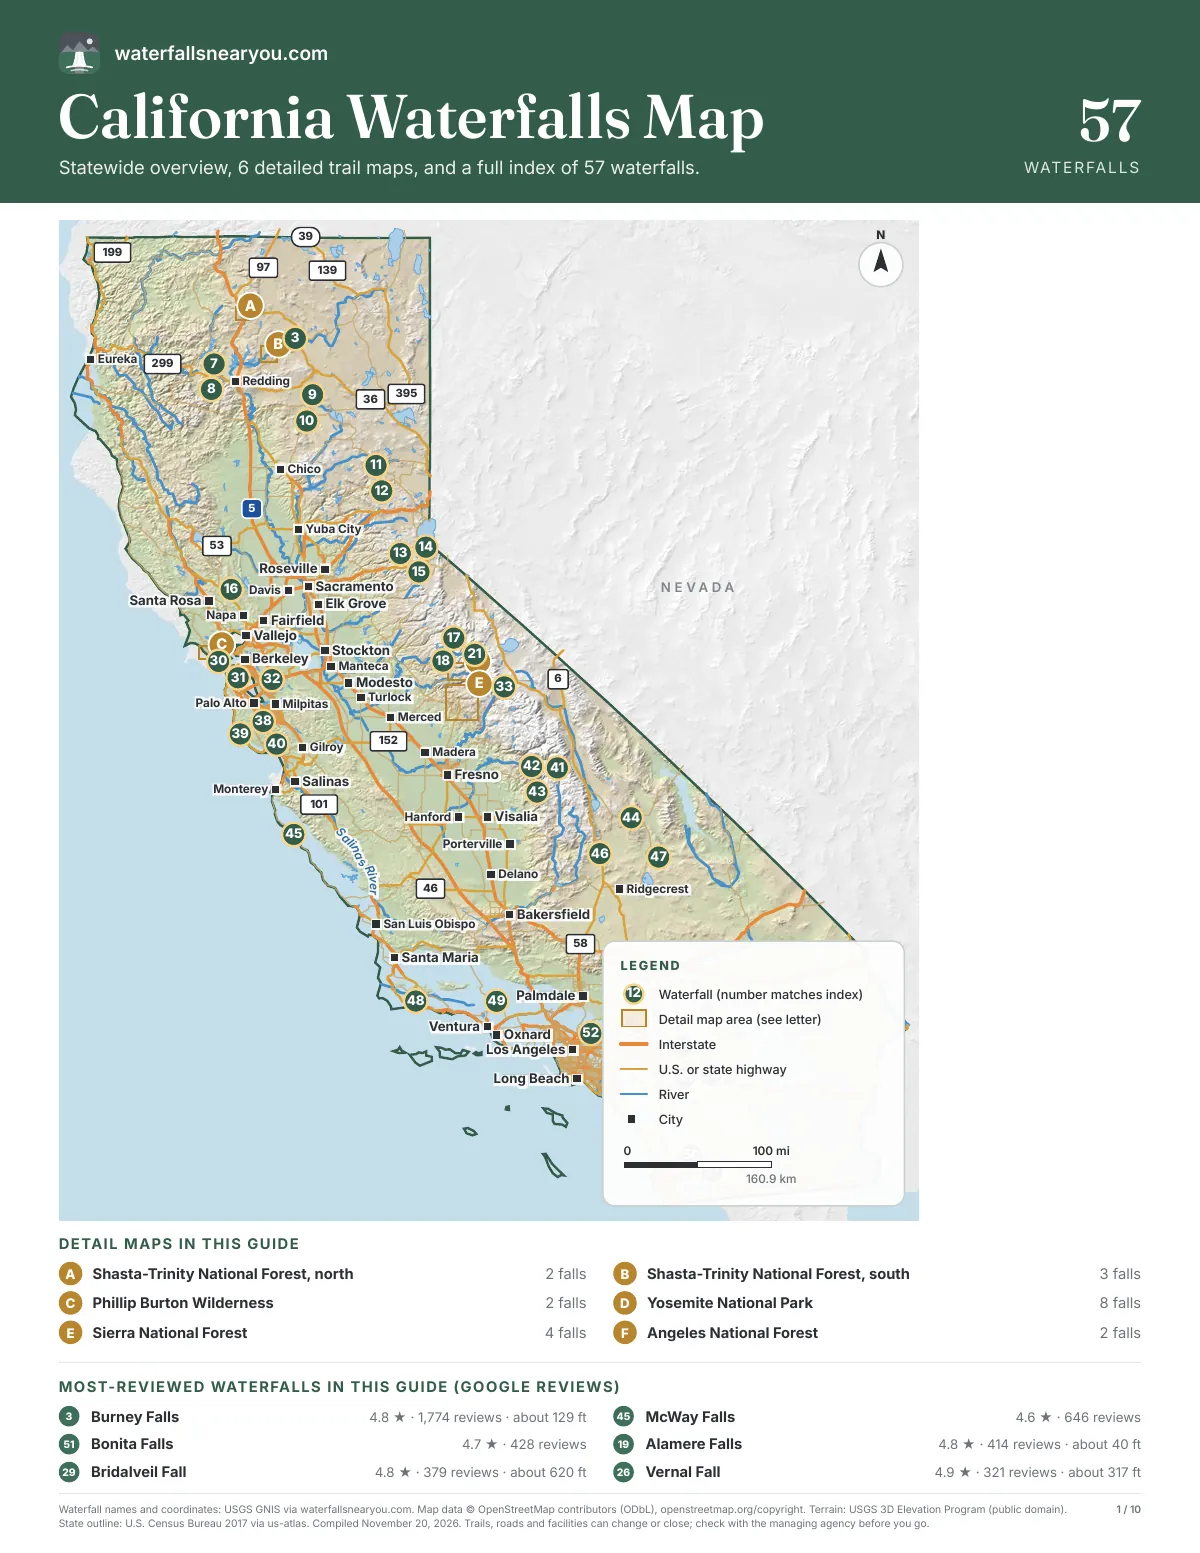 waterfallsnearyou.com
California Waterfalls Map
Statewide overview, 6 detailed trail maps, and a full index of 57 waterfalls.
57
WATERFALLS
N
39
199
97
139
A
B
3
Eureka
299
7
8
Redding
9
10
36
395
Chico
11
12
5
Yuba City
53
13
14
15
Roseville
16
Davis
Sacramento
Santa Rosa
Elk Grove
Napa
Fairfield
Vallejo
NEVADA
C
30
Berkeley
Stockton
Manteca
17
18
21
31
32
Modesto
Turlock
E
33
6
Palo Alto
Milpitas
Merced
38
39
40
Gilroy
152
Madera
Fresno
42
41
43
Monterey
Salinas
101
Hanford
Visalia
44
45
Salinas River
Porterville
46
47
Delano
46
Ridgecrest
Bakersfield
San Luis Obispo
58
Santa Maria
48
49
Palmdale
Ventura
Oxnard
52
Los Angeles
Long Beach
LEGEND
12
Waterfall (number matches index)
Detail map area (see letter)
Interstate
U.S. or state highway
River
City
0
100 mi
160.9 km
DETAIL MAPS IN THIS GUIDE
A Shasta-Trinity National Forest, north 2 falls
B Shasta-Trinity National Forest, south 3 falls
C Phillip Burton Wilderness 2 falls
D Yosemite National Park 8 falls
E Sierra National Forest 4 falls
F Angeles National Forest 2 falls
MOST-REVIEWED WATERFALLS IN THIS GUIDE (GOOGLE REVIEWS)
3 Burney Falls 4.8 ★ · 1,774 reviews · about 129 ft
45 McWay Falls 4.6 ★ · 646 reviews
51 Bonita Falls 4.7 ★ · 428 reviews
19 Alamere Falls 4.8 ★ · 414 reviews · about 40 ft
29 Bridalveil Fall 4.8 ★ · 379 reviews · about 620 ft
26 Vernal Fall 4.9 ★ · 321 reviews · about 317 ft
Waterfall names and coordinates: USGS GNIS via waterfallsnearyou.com. Map data © OpenStreetMap contributors (ODbL), openstreetmap.org/copyright. Terrain: USGS 3D Elevation Program (public domain).
State outline: U.S. Census Bureau 2017 via us-atlas. Compiled November 20, 2026. Trails, roads and facilities can change or close; check with the managing agency before you go.
1 / 10